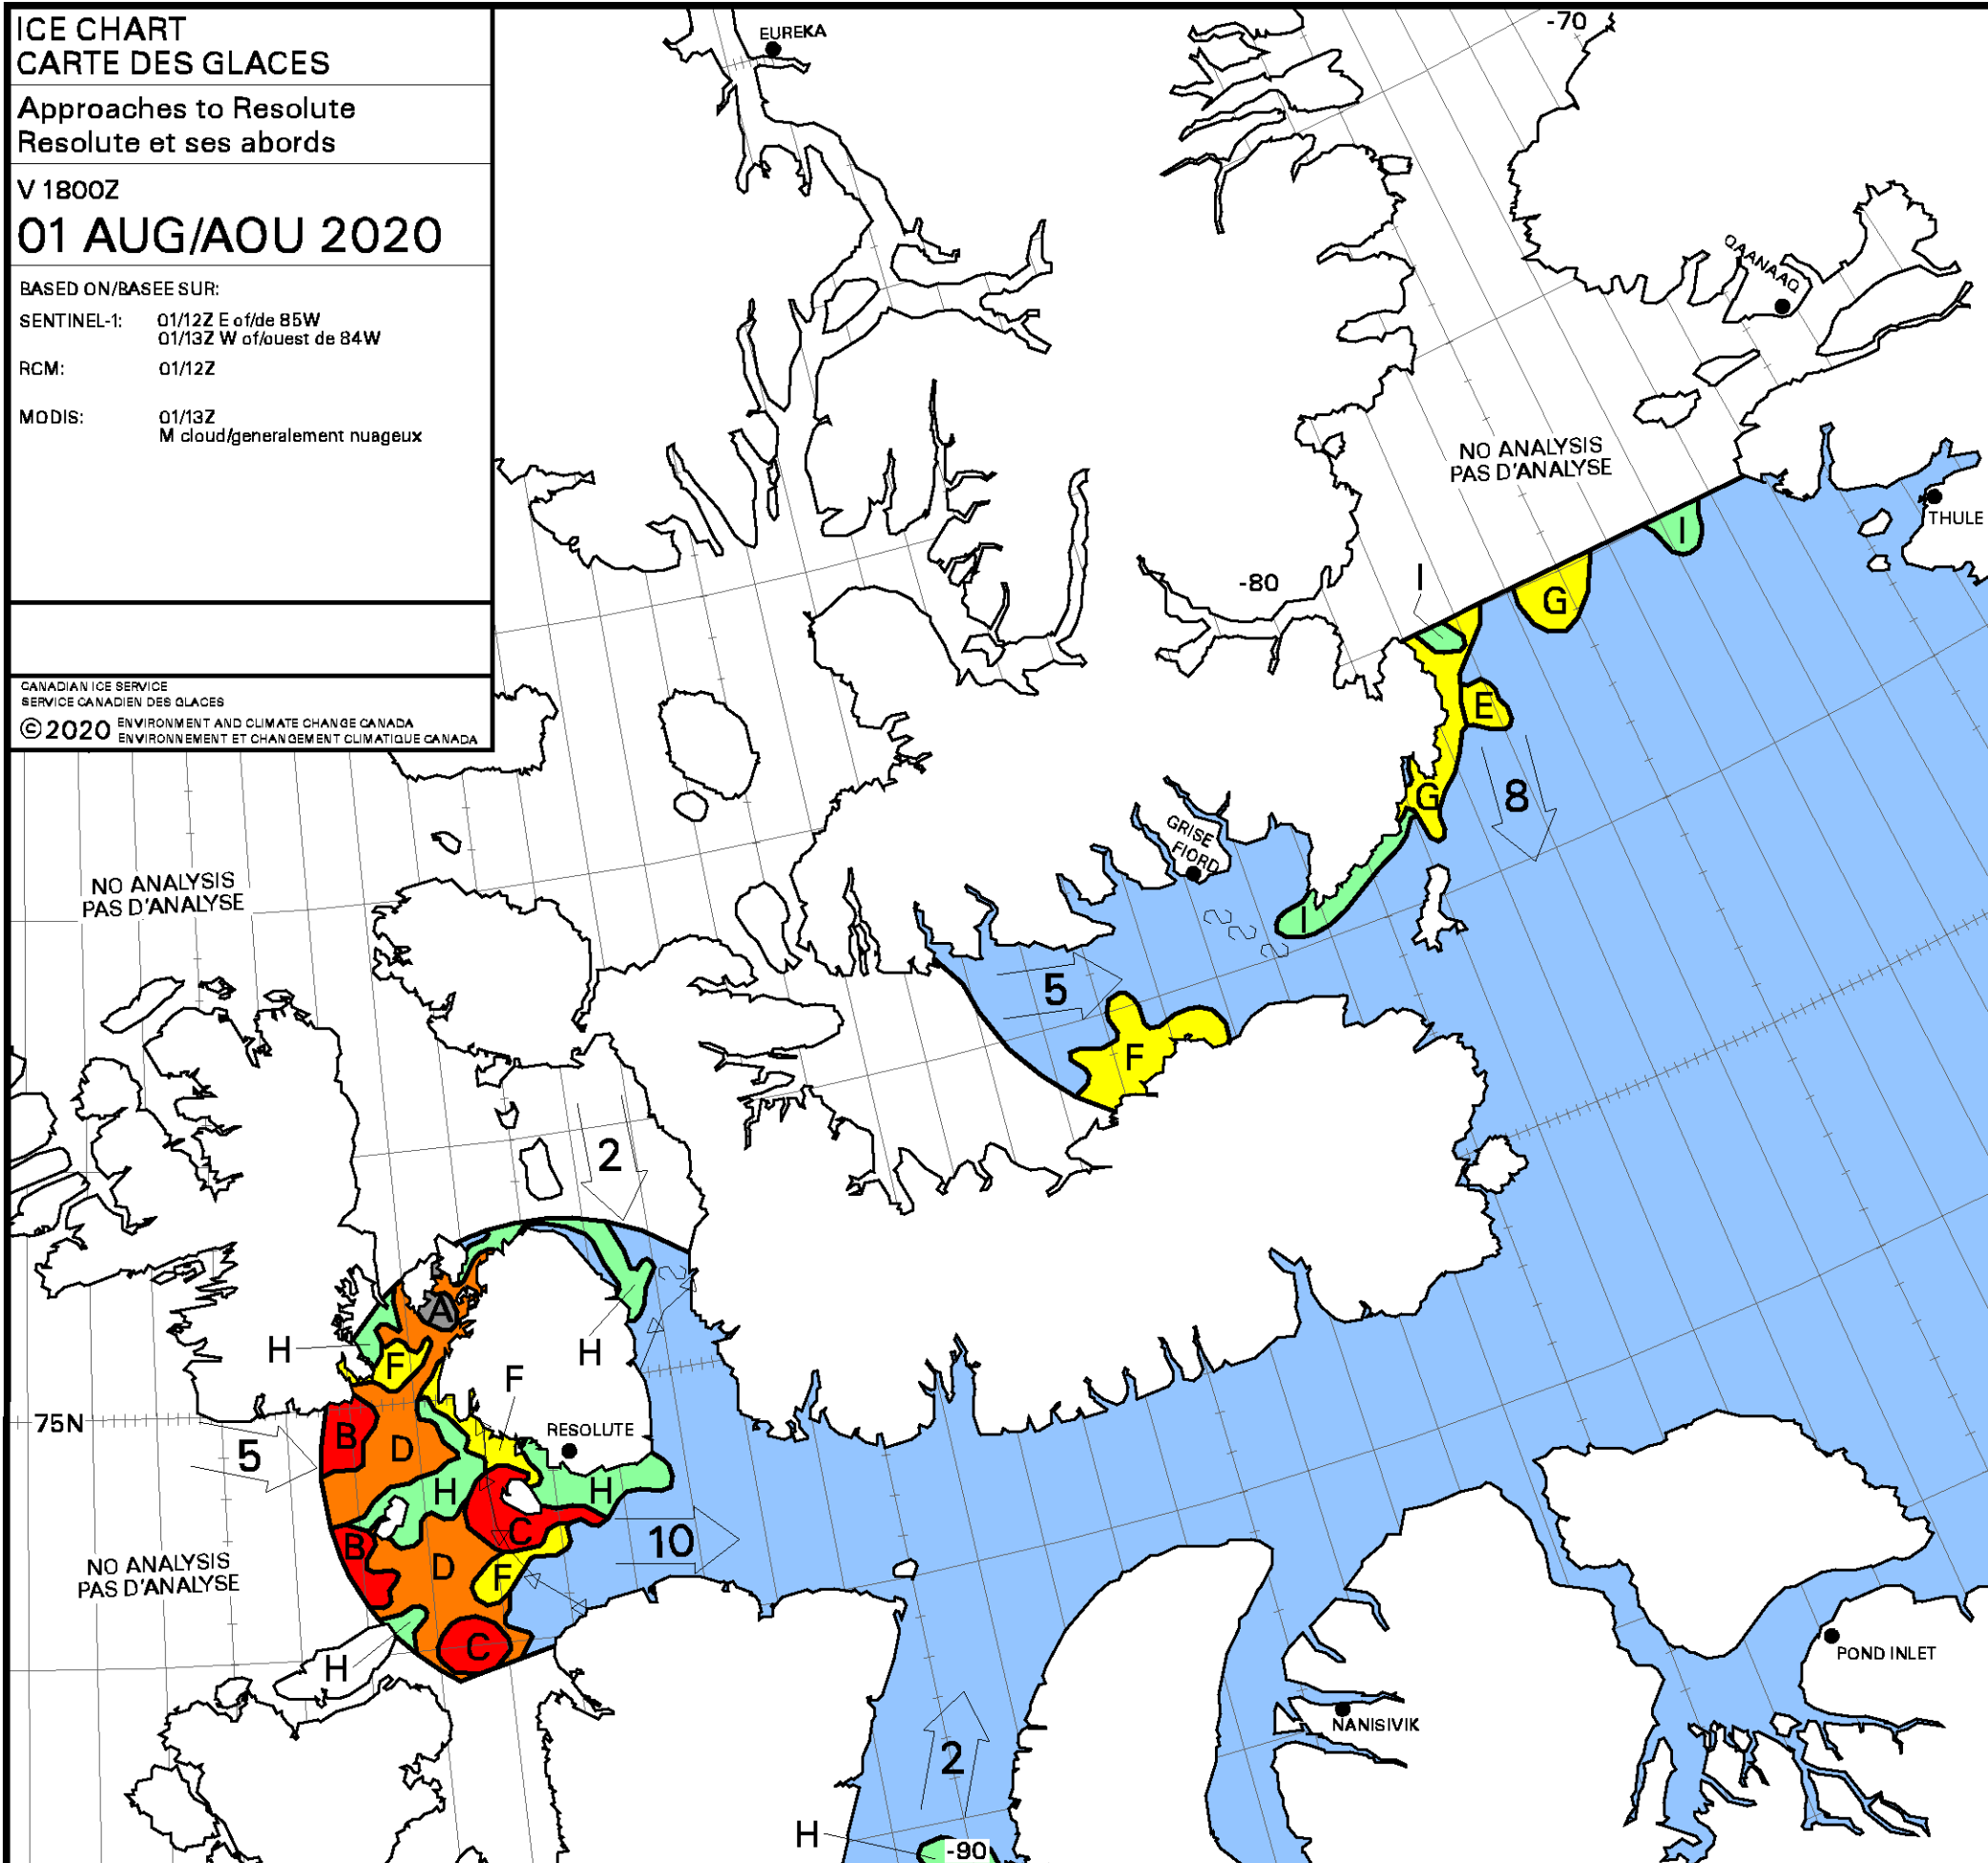 ICE CHART
CARTE DES GLACES
Approaches to Resolute
Resolute et ses abords
V 1800Z
01 AUG/AOU 2020
BASED ON/BASEE SUR:
SENTINEL-1: 01/12Z E of/de 85W
01/13Z W of/ouest de 84W
RCM: 01/12Z
MODIS: 01/13Z
M cloud/generalement nuageux
CANADIAN ICE SERVICE
SERVICE CANADIEN DES GLACES
© 2020 ENVIRONMENT AND CLIMATE CHANGE CANADA
ENVIRONNEMENT ET CHANGEMENT CLIMATIQUE CANADA
EUREKA
-70
QAANAAQ
NO ANALYSIS
PAS D'ANALYSE
THULE
I
-80
I
G
E
G
8
GRISE
FIORD
NO ANALYSIS
PAS D'ANALYSE
I
5
F
2
A
H
F
H
F
75N
B
D
RESOLUTE
5
H
H
C
10
B
D
F
NO ANALYSIS
PAS D'ANALYSE
C
H
POND INLET
NANISIVIK
2
H
-90